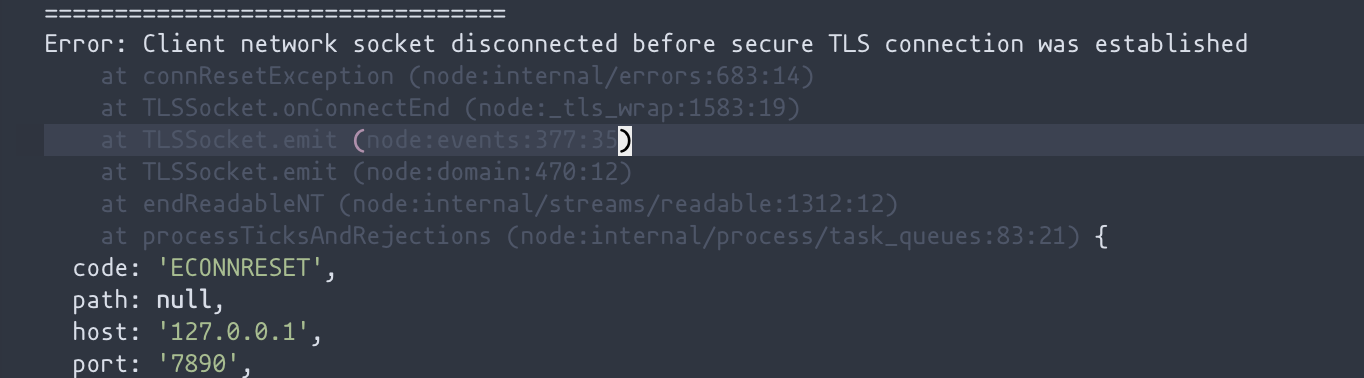 =================================
Error: Client network socket disconnected before secure TLS connection was established
    at connResetException (node:internal/errors:683:14)
    at TLSSocket.onConnectEnd (node:_tls_wrap:1583:19)
    at TLSSocket.emit (node:events:377:35)
    at TLSSocket.emit (node:domain:470:12)
    at endReadableNT (node:internal/streams/readable:1312:12)
    at processTicksAndRejections (node:internal/process/task_queues:83:21) {
  code: 'ECONNRESET',
  path: null,
  host: '127.0.0.1',
  port: '7890',